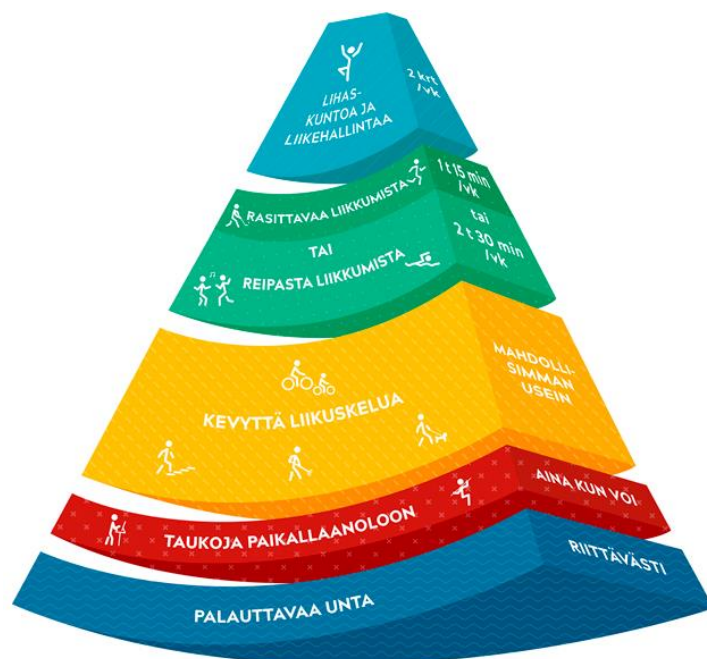 LIHAS-
KUNTOA JA
LIIKEHALLINTAA
2 krt
/vk
RASITTAVAA LIIKKUMISTA
1 t 15 min
/vk
TAI
REIPASTA LIIKKUMISTA
tai
2 t 30 min
/vk
KEVYTTÄ LIIKUSKELUA
MAHDOLLI-
SIMMAN
USEIN
TAUKOJA PAIKALLAANOLOON
AINA KUN VOI
PALAUTTAVAA UNTA
RIITTÄVÄSTI